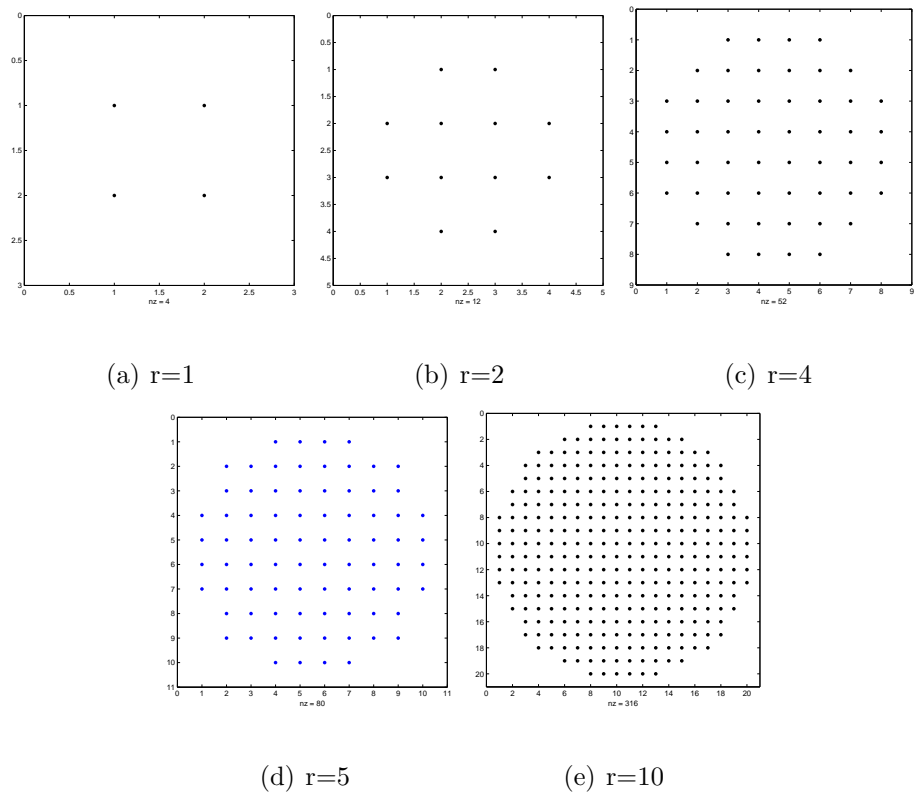 0 0.5 1 1.5 2 2.5 3
0 0.5 1 1.5 2 2.5 3
nz = 4
0 0.5 1 1.5 2 2.5 3 3.5 4 4.5 5
0 0.5 1 1.5 2 2.5 3 3.5 4 4.5 5
nz = 12
0 1 2 3 4 5 6 7 8 9
0 1 2 3 4 5 6 7 8 9
nz = 52
(a) r=1
(b) r=2
(c) r=4
0 1 2 3 4 5 6 7 8 9 10 11
0 1 2 3 4 5 6 7 8 9 10 11
nz = 80
0 2 4 6 8 10 12 14 16 18 20
0 2 4 6 8 10 12 14 16 18 20
nz = 316
(d) r=5
(e) r=10